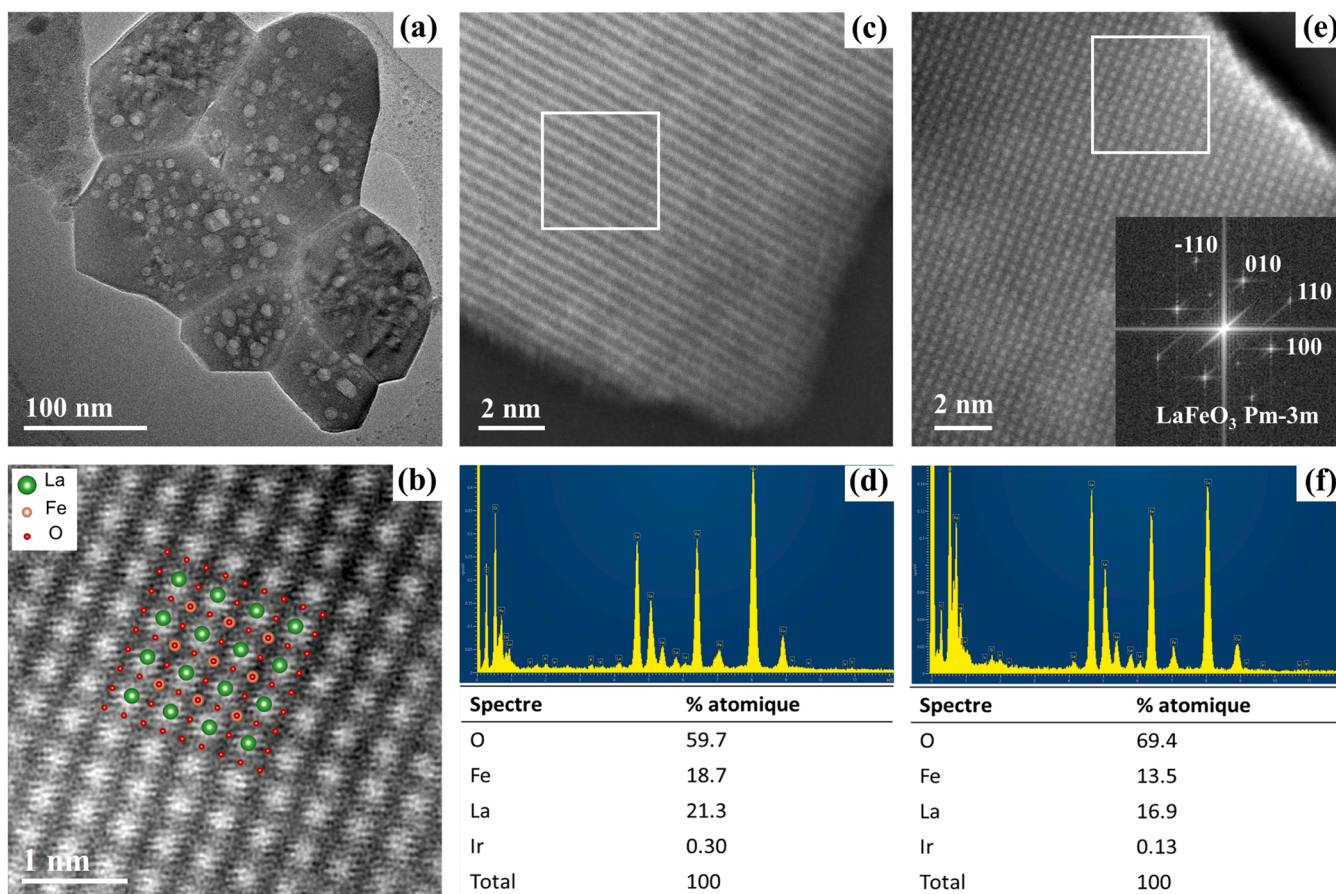 (a)
100 nm
(c)
2 nm
(e)
-110
010
110
100
2 nm
LaFeO₃ Pm-3m
(b)
La
Fe
O
1 nm
(d)
Spectre % atomique
O 59.7
Fe 18.7
La 21.3
Ir 0.30
Total 100
(f)
Spectre % atomique
O 69.4
Fe 13.5
La 16.9
Ir 0.13
Total 100